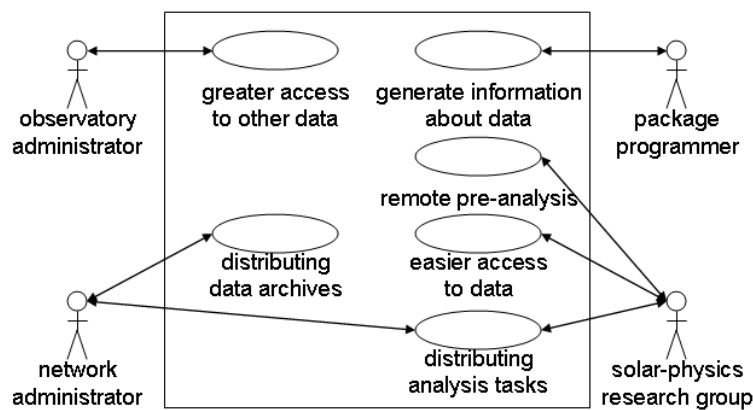 greater access
to other data
generate information
about data
observatory
administrator
package
programmer
remote pre-analysis
distributing
data archives
easier access
to data
network
administrator
distributing
analysis tasks
solar-physics
research group